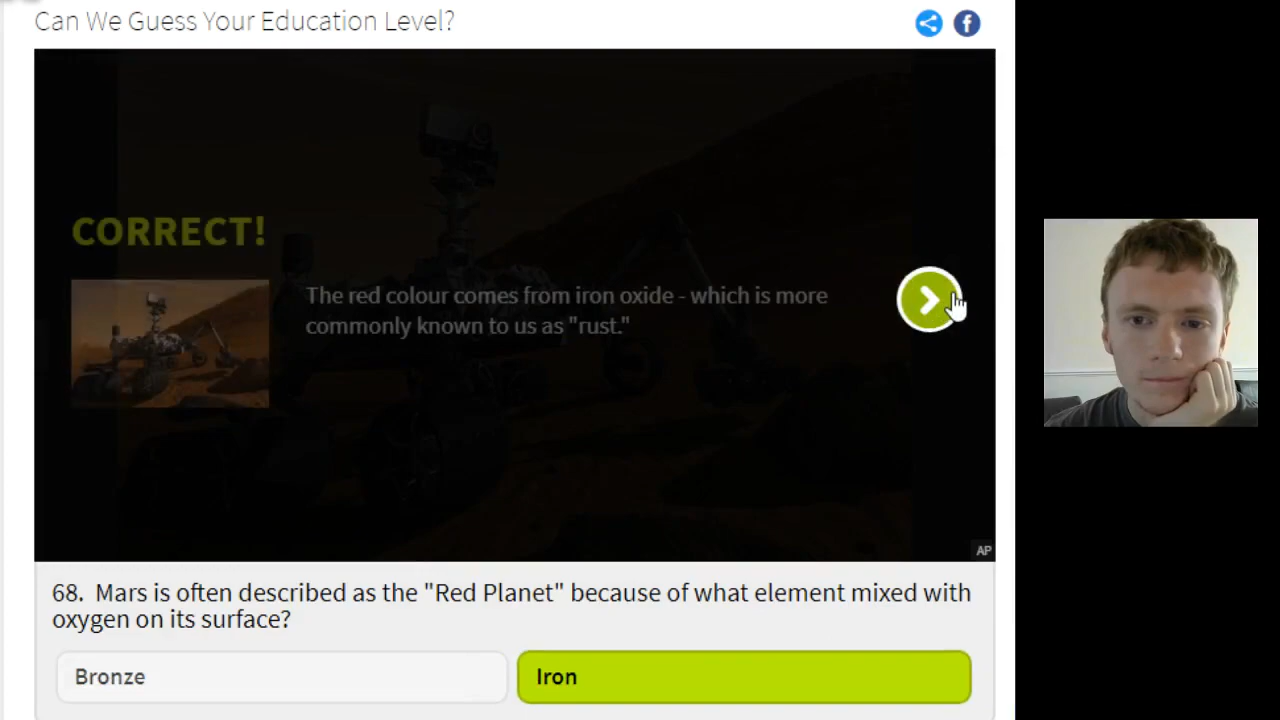 Can We Guess Your Education Level?
CORRECT!
The red colour comes from iron oxide - which is more
commonly known to us as "rust."
AP
68. Mars is often described as the "Red Planet" because of what element mixed with
oxygen on its surface?
Bronze
Iron